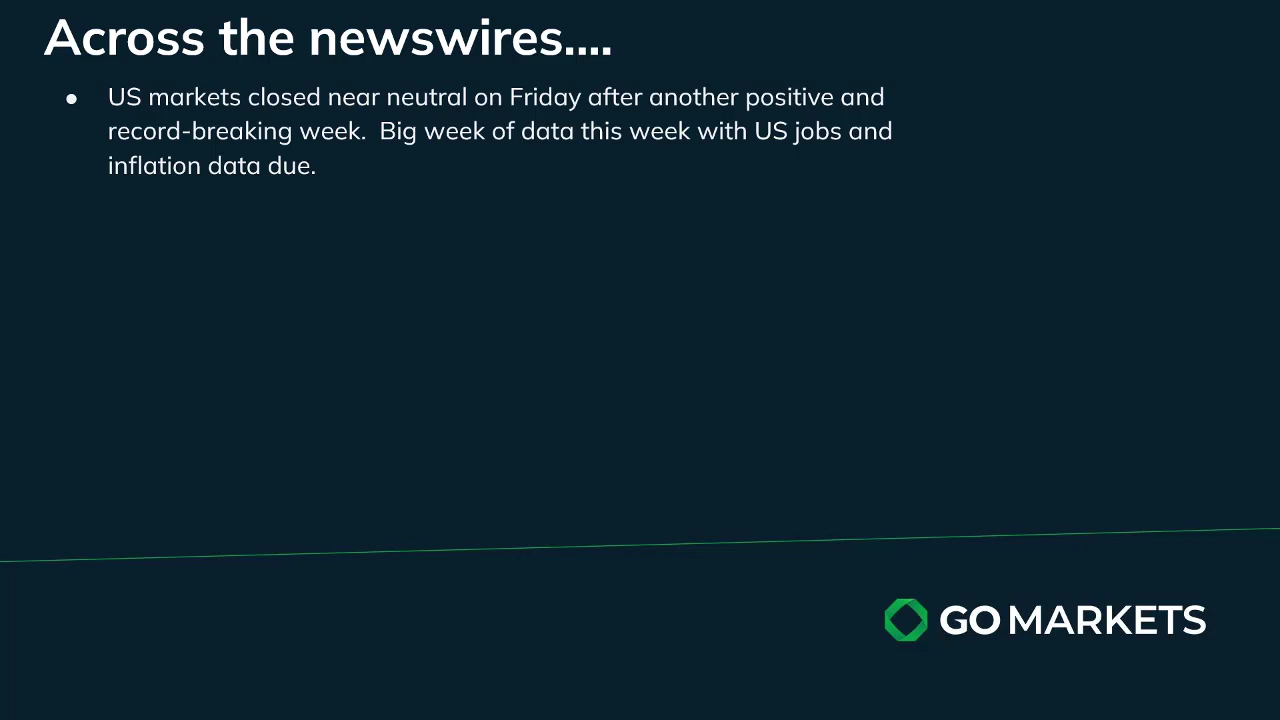 Across the newswires....
● US markets closed near neutral on Friday after another positive and
record-breaking week.  Big week of data this week with US jobs and
inflation data due.
GO MARKETS